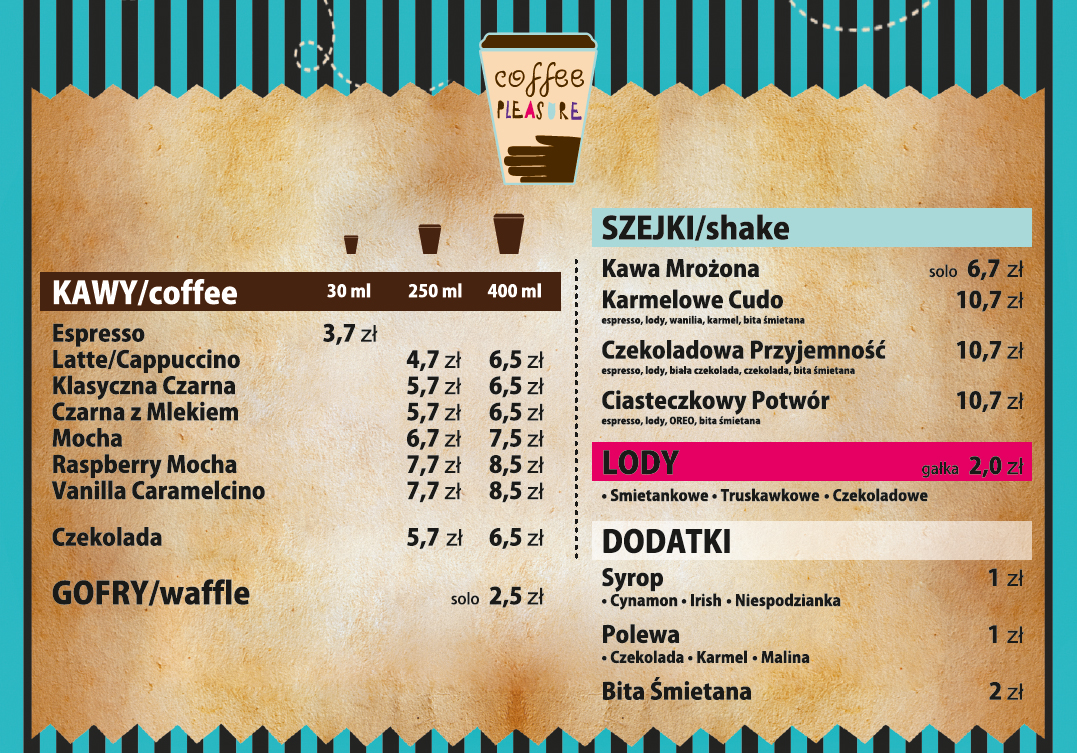 coffee
PLEASURE
KAWY/coffee 30 ml 250 ml 400 ml
Espresso 3,7 zł
Latte/Cappuccino 4,7 zł 6,5 zł
Klasyczna Czarna 5,7 zł 6,5 zł
Czarna z Mlekiem 5,7 zł 6,5 zł
Mocha 6,7 zł 7,5 zł
Raspberry Mocha 7,7 zł 8,5 zł
Vanilla Caramelcino 7,7 zł 8,5 zł
Czekolada 5,7 zł 6,5 zł
GOFRY/waffle solo 2,5 zł
SZEJKI/shake
Kawa Mrożona solo 6,7 zł
Karmelowe Cudo 10,7 zł
espresso, lody, wanilia, karmel, bita śmietana
Czekoladowa Przyjemność 10,7 zł
espresso, lody, biała czekolada, czekolada, bita śmietana
Ciasteczkowy Potwór 10,7 zł
espresso, lody, OREO, bita śmietana
LODY gałka 2,0 zł
• Smietankowe • Truskawkowe • Czekoladowe
DODATKI
Syrop 1 zł
• Cynamon • Irish • Niespodzianka
Polewa 1 zł
• Czekolada • Karmel • Malina
Bita Śmietana 2 zł